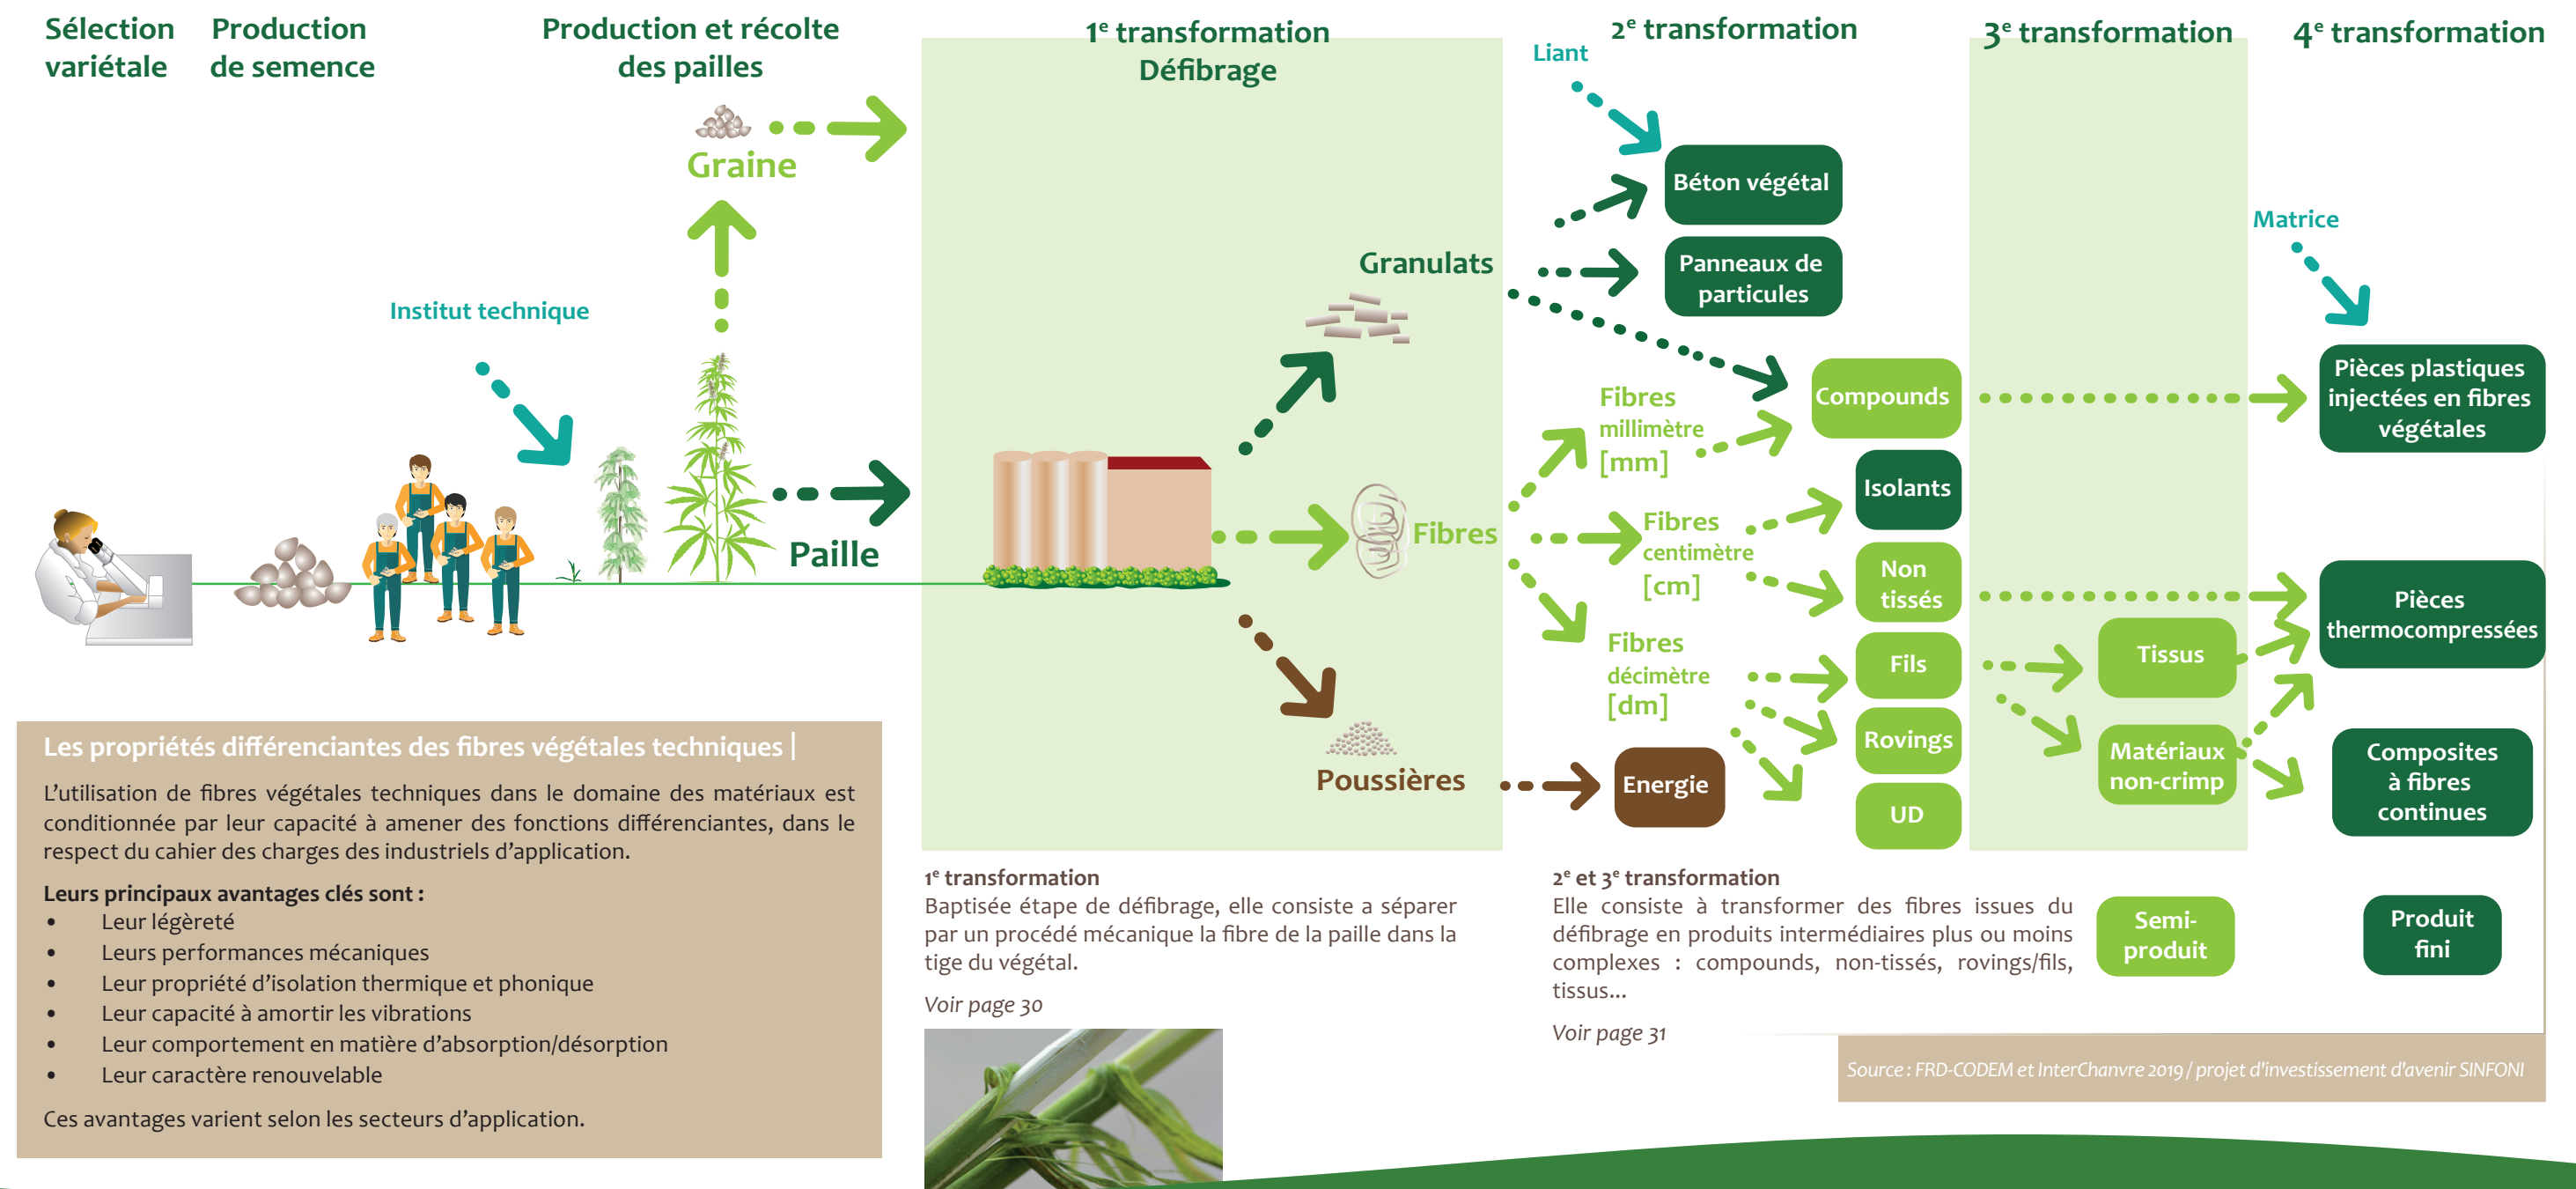 Sélection
variétale
Production
de semence
Production et récolte
des pailles
1e transformation
Défibrage
2e transformation
3e transformation
4e transformation
Liant
Graine
Béton végétal
Matrice
Granulats
Panneaux de
particules
Institut technique
Pièces plastiques
injectées en fibres
végétales
Fibres
millimètre
[mm]
Compounds
Isolants
Fibres
Fibres
centimètre
[cm]
Paille
Non
tissés
Pièces
thermocompressées
Fibres
décimètre
[dm]
Fils
Tissus
Rovings
Matériaux
non-crimp
Composites
à fibres
continues
Poussières
Energie
UD
Les propriétés différenciantes des fibres végétales techniques |
L'utilisation de fibres végétales techniques dans le domaine des matériaux est
conditionnée par leur capacité à amener des fonctions différenciantes, dans le
respect du cahier des charges des industriels d'application.
Leurs principaux avantages clés sont :
• Leur légèreté
• Leurs performances mécaniques
• Leur propriété d'isolation thermique et phonique
• Leur capacité à amortir les vibrations
• Leur comportement en matière d'absorption/désorption
• Leur caractère renouvelable
Ces avantages varient selon les secteurs d'application.
1e transformation
Baptisée étape de défibrage, elle consiste a séparer
par un procédé mécanique la fibre de la paille dans la
tige du végétal.
Voir page 30
2e et 3e transformation
Elle consiste à transformer des fibres issues du
défibrage en produits intermédiaires plus ou moins
complexes : compounds, non-tissés, rovings/fils,
tissus...
Voir page 31
Semi-
produit
Produit
fini
Source : FRD-CODEM et InterChanvre 2019 / projet d'investissement d'avenir SINFONI